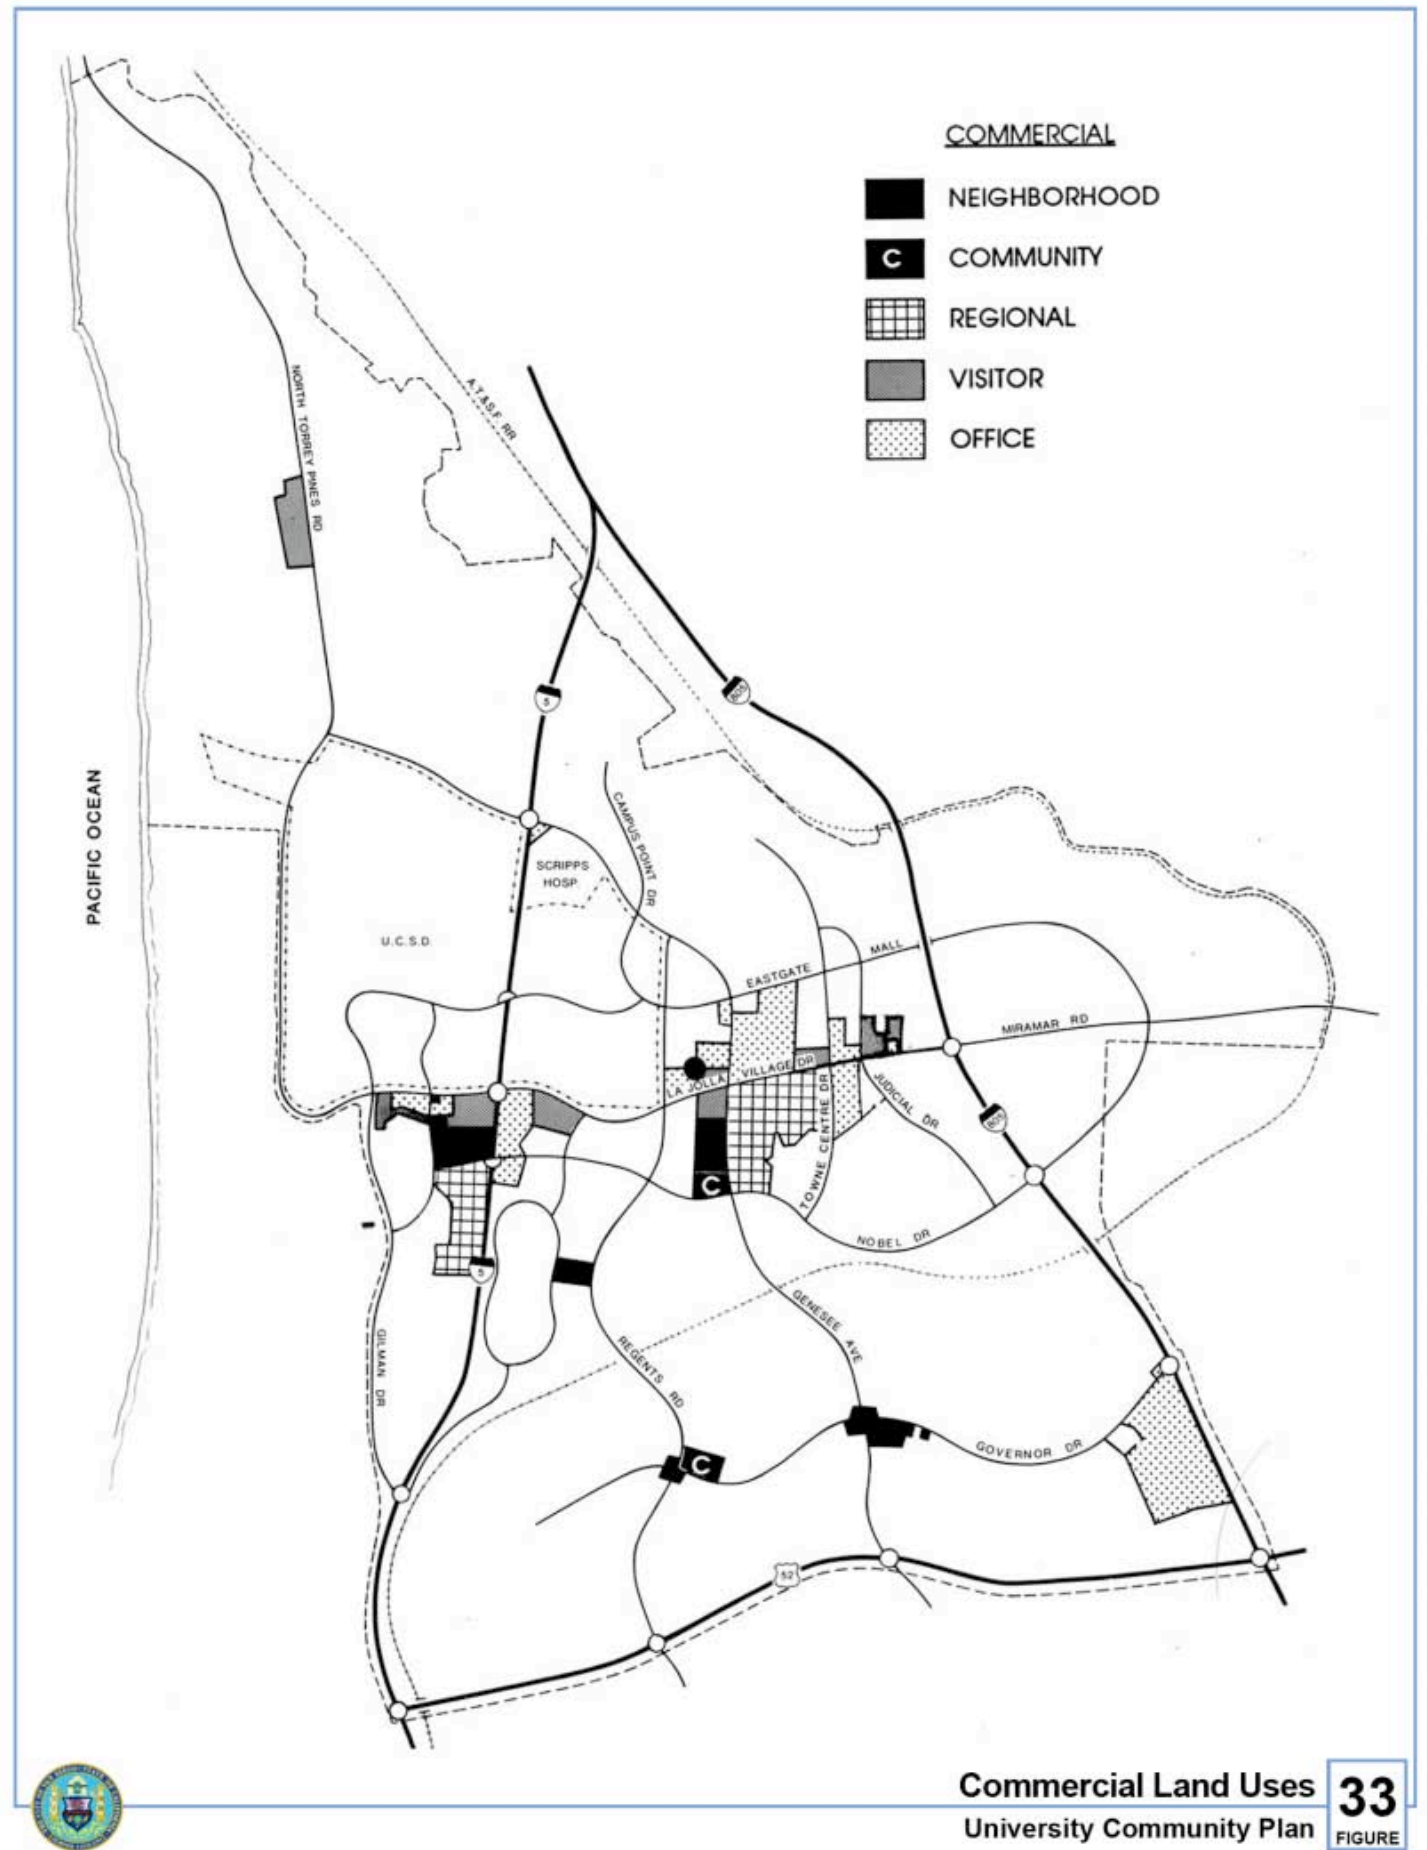 COMMERCIAL
NEIGHBORHOOD
C
COMMUNITY
REGIONAL
VISITOR
OFFICE
NORTH TORREY PINES RD
A.T.&S.F. RR
5
805
PACIFIC OCEAN
CAMPUS POINT DR
SCRIPPS
HOSP
U.C.S.D.
EASTGATE MALL
MIRAMAR RD
LA JOLLA VILLAGE DR
TOWNE CENTRE DR
JUDICIAL DR
805
C
NOBEL DR
5
GILMAN DR
REGENTS RD
GENESEE AVE
GOVERNOR DR
C
52
Commercial Land Uses
University Community Plan
33
FIGURE